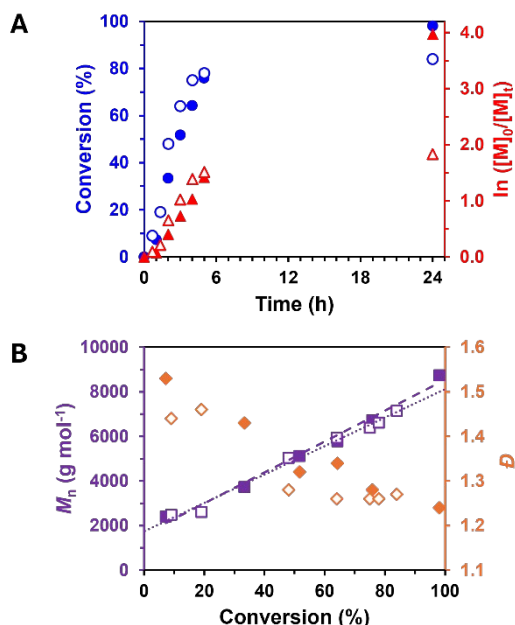 A
Conversion (%)
100
80
60
40
20
0
0 6 12 18 24
Time (h)
4.0
3.0
2.0
1.0
0.0
ln ([M]₀/[M]ₜ)
B
Mₙ (g mol⁻¹)
10000
8000
6000
4000
2000
0
0 20 40 60 80 100
Conversion (%)
1.6
1.5
1.4
1.3
1.2
1.1
Đ